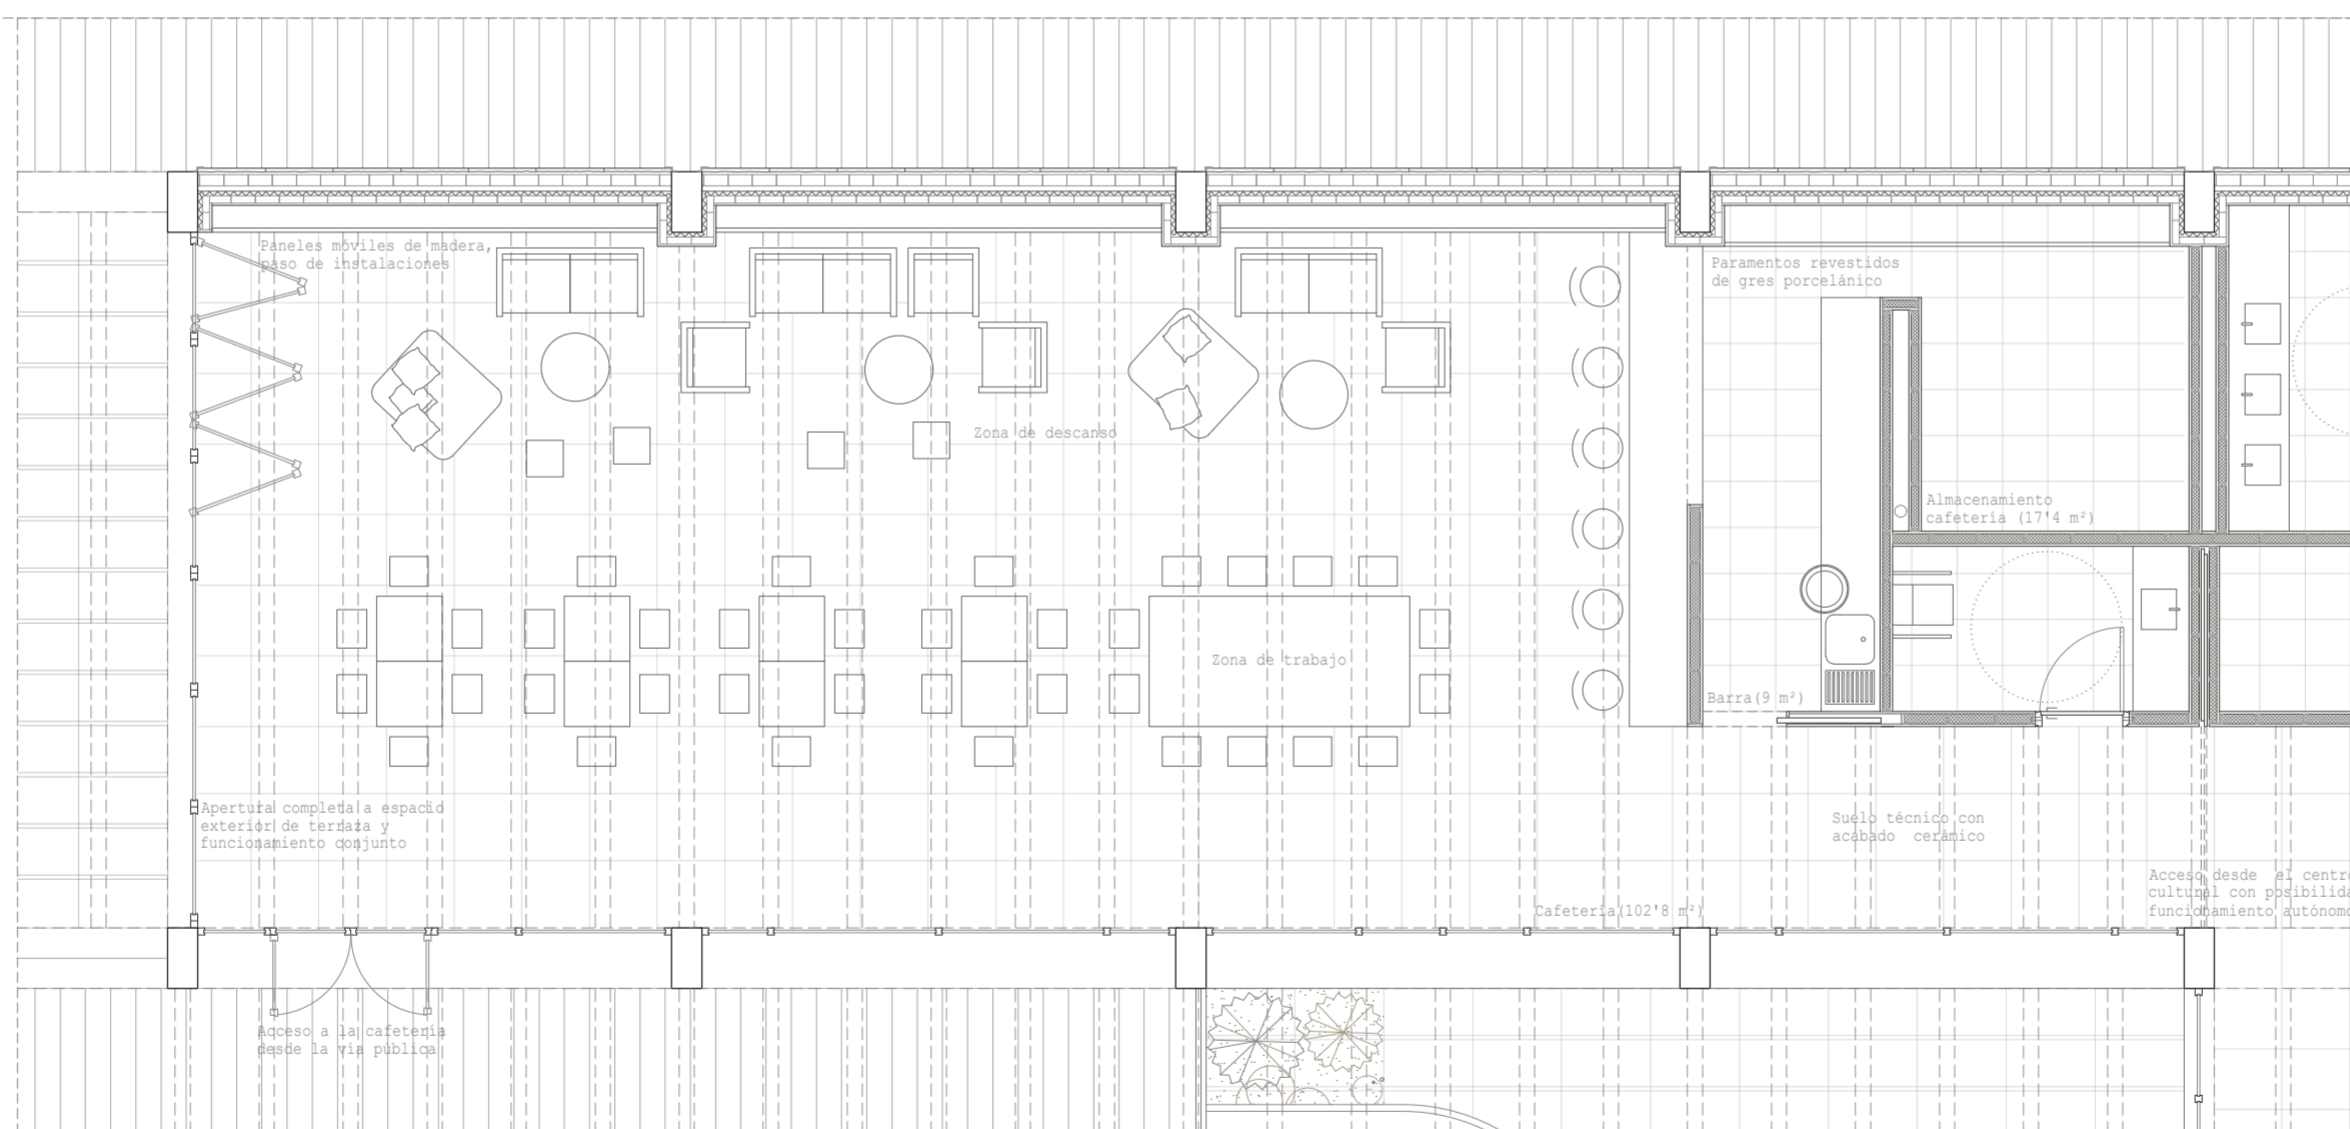 Paneles móviles de madera,
paso de instalaciones
Paramentos revestidos
de gres porcelánico
Zona de descanso
Almacenamiento
cafetería (17'4 m²)
Zona de trabajo
Barra(9 m²)
Apertura completa a espacio
exterior de terraza y
funcionamiento conjunto
Suelo técnico con
acabado cerámico
Acceso desde el centro
cultural con posibilida
funcionamiento autónomo
Cafetería(102'8 m²)
Acceso a la cafetería
desde la vía pública